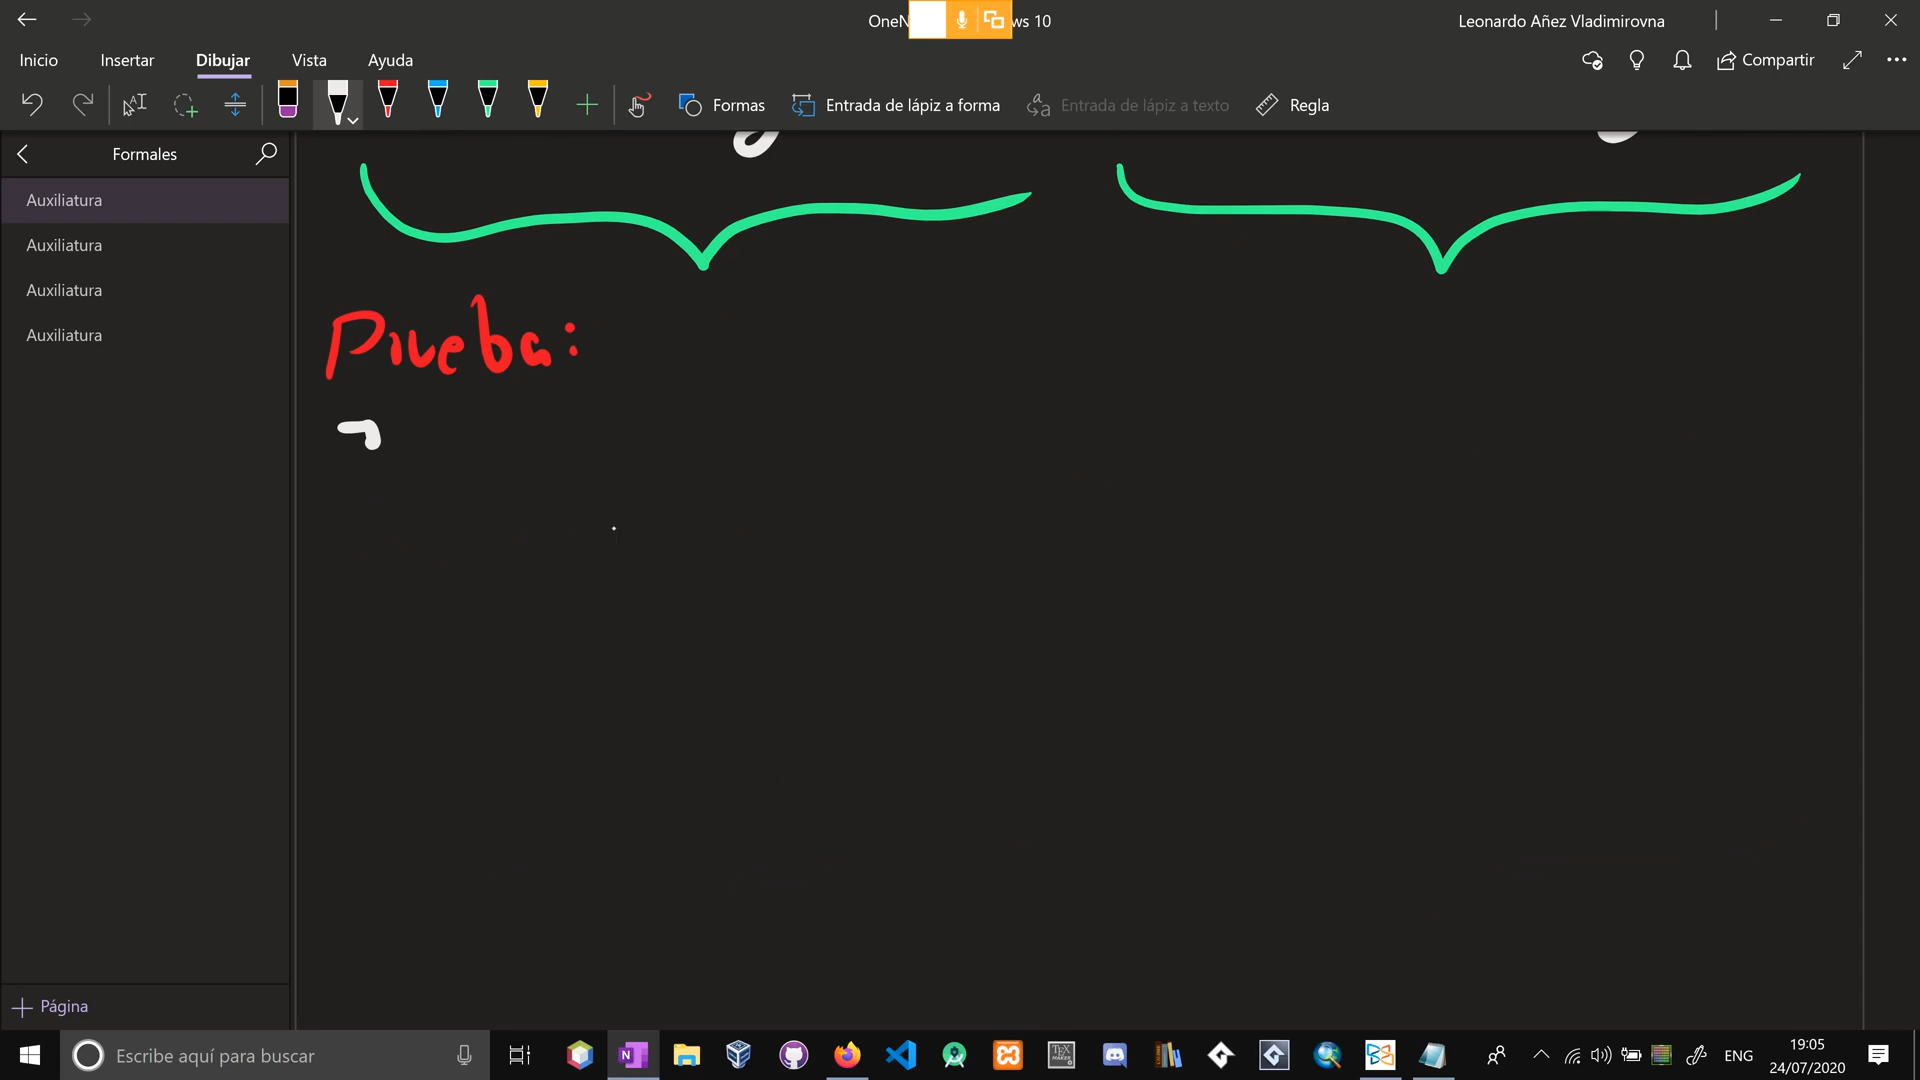 OneN ws 10
Leonardo Añez Vladimirovna
Inicio Insertar Dibujar Vista Ayuda
Compartir
Formas Entrada de lápiz a forma Entrada de lápiz a texto Regla
Formales
Auxiliatura
Auxiliatura
Auxiliatura
Auxiliatura
Prueba:
¬
Página
Escribe aquí para buscar
ENG
19:05
24/07/2020